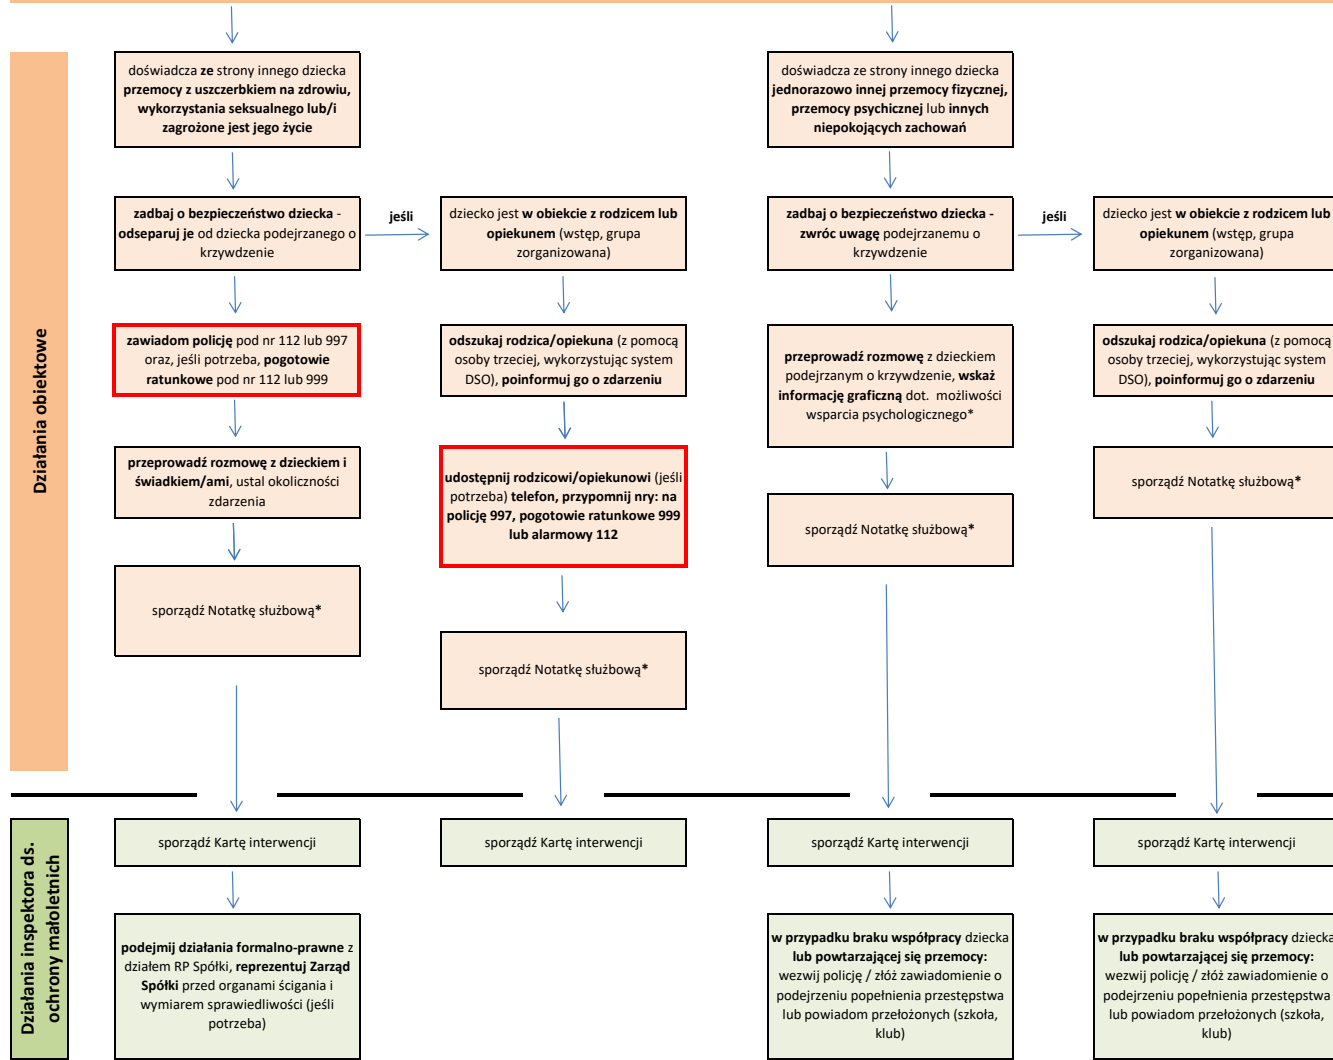 Działania obiektowe
doświadcza ze strony innego dziecka
przemocy z uszczerbkiem na zdrowiu,
wykorzystania seksualnego lub/i
zagrożone jest jego życie
zadbaj o bezpieczeństwo dziecka -
odseparuj je od dziecka podejrzanego o
krzywdzenie
jeśli
dziecko jest w obiekcie z rodzicem lub
opiekunem (wstęp, grupa
zorganizowana)
zawiadom policję pod nr 112 lub 997
oraz, jeśli potrzeba, pogotowie
ratunkowe pod nr 112 lub 999
odszukaj rodzica/opiekuna (z pomocą
osoby trzeciej, wykorzystując system
DSO), poinformuj go o zdarzeniu
przeprowadź rozmowę z dzieckiem i
świadkiem/ami, ustal okoliczności
zdarzenia
udostępnij rodzicowi/opiekunowi (jeśli
potrzeba) telefon, przypomnij nry: na
policję 997, pogotowie ratunkowe 999
lub alarmowy 112
sporządź Notatkę służbową*
sporządź Notatkę służbową*
doświadcza ze strony innego dziecka
jednorazowo innej przemocy fizycznej,
przemocy psychicznej lub innych
niepokojących zachowań
zadbaj o bezpieczeństwo dziecka -
zwróc uwagę podejrzanemu o
krzywdzenie
jeśli
dziecko jest w obiekcie z rodzicem lub
opiekunem (wstęp, grupa
zorganizowana)
przeprowadź rozmowę z dzieckiem
podejrzanym o krzywdzenie, wskaż
informację graficzną dot. możliwości
wsparcia psychologicznego*
odszukaj rodzica/opiekuna (z pomocą
osoby trzeciej, wykorzystując system
DSO), poinformuj go o zdarzeniu
sporządź Notatkę służbową*
sporządź Notatkę służbową*
Działania inspektora ds.
ochrony małoletnich
sporządź Kartę interwencji
sporządź Kartę interwencji
sporządź Kartę interwencji
sporządź Kartę interwencji
podejmij działania formalno-prawne z
działem RP Spółki, reprezentuj Zarząd
Spółki przed organami ścigania i
wymiarem sprawiedliwości (jeśli
potrzeba)
w przypadku braku współpracy dziecka
lub powtarzającej się przemocy:
wezwij policję / złóż zawiadomienie o
podejrzeniu popełnienia przestępstwa
lub powiadom przełożonych (szkoła,
klub)
w przypadku braku współpracy dziecka
lub powtarzającej się przemocy:
wezwij policję / złóż zawiadomienie o
podejrzeniu popełnienia przestępstwa
lub powiadom przełożonych (szkoła,
klub)